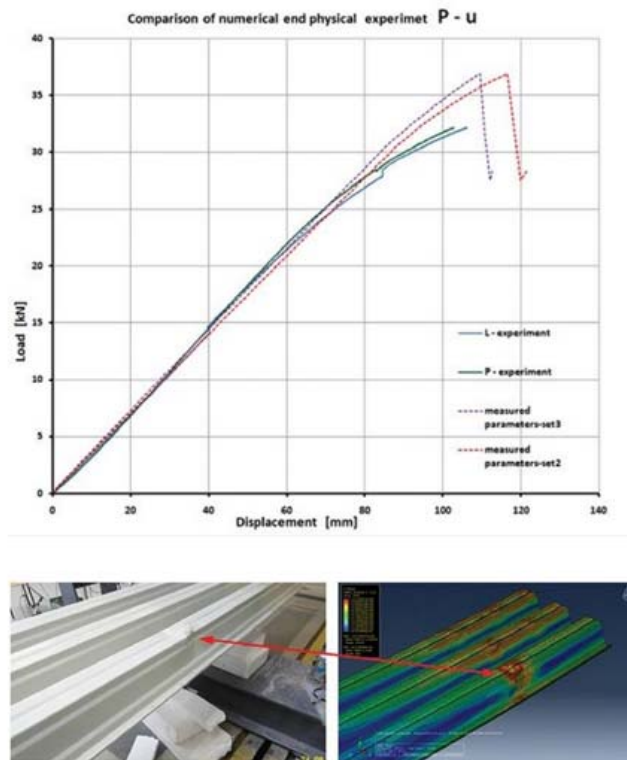 Comparison of numerical end physical experimet P - u
40
35
30
25
20
15
10
5
0
Load [kN]
0 20 40 60 80 100 120 140
Displacement [mm]
L - experiment
P - experiment
measured
parameters-set3
measured
parameters-set2